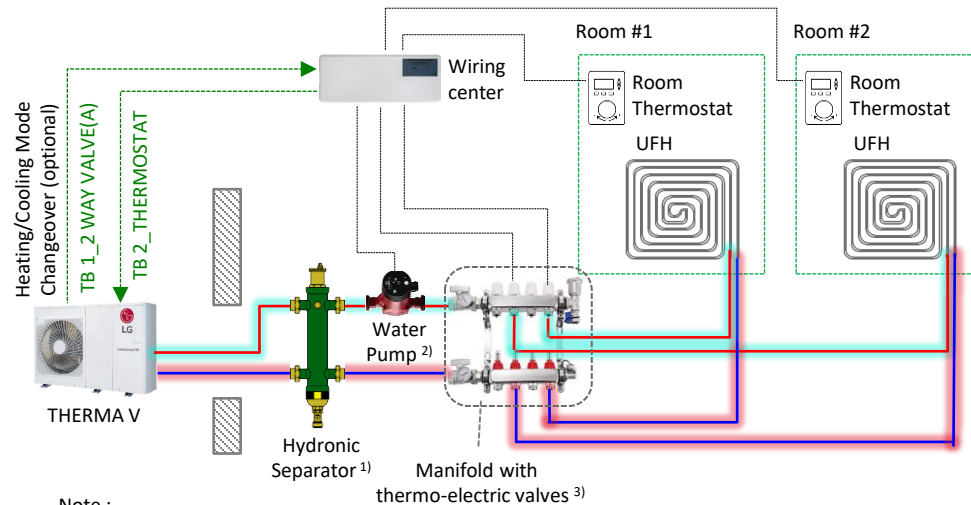 Heating/Cooling Mode
Changeover (optional)
TB 1_2 WAY VALVE(A)
TB 2_THERMOSTAT
Wiring
center
Room #1
Room
Thermostat
UFH
Room #2
Room
Thermostat
UFH
LG
THERMA V
Water
Pump 2)
Hydronic
Separator 1)
Manifold with
thermo-electric valves 3)
Note :